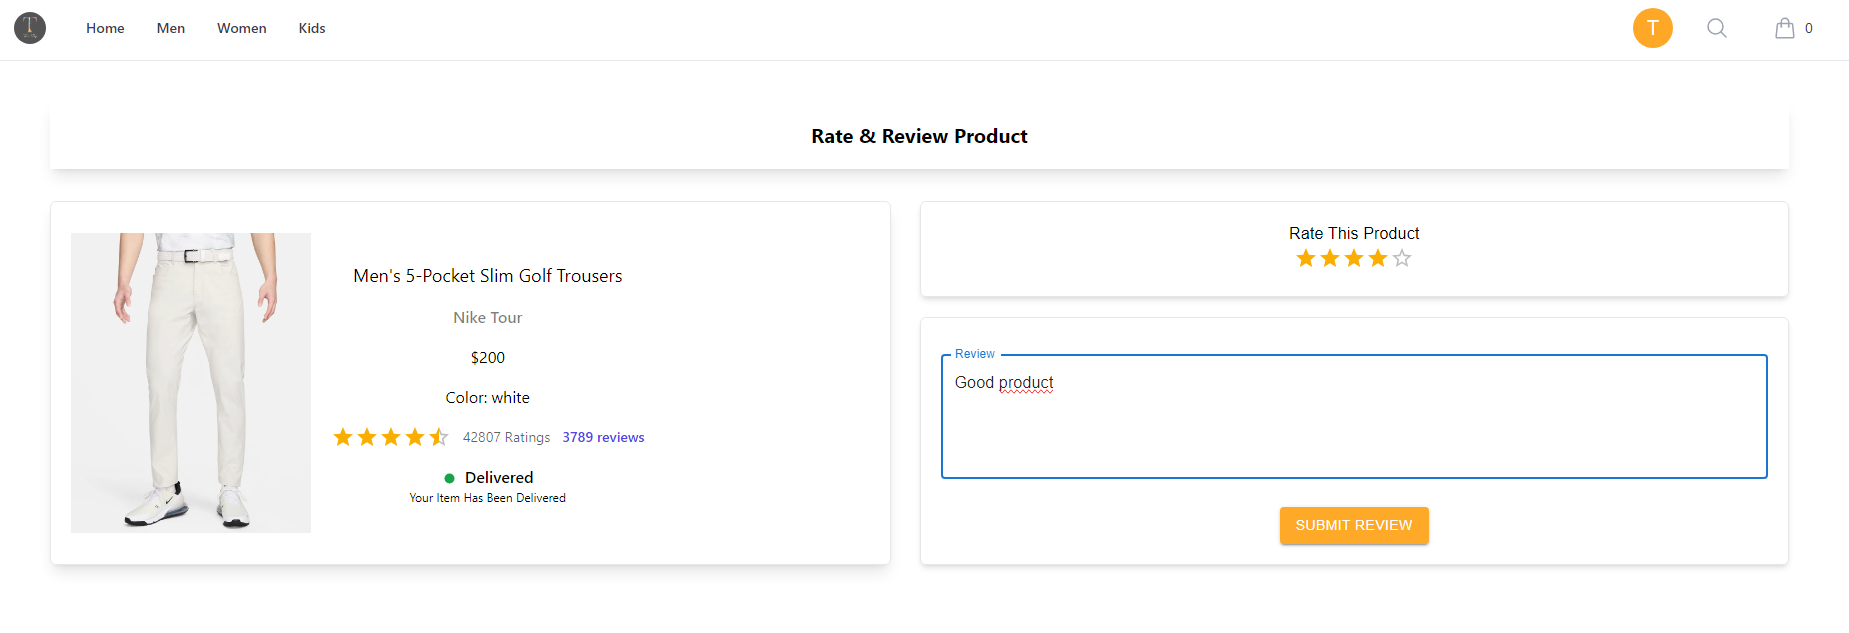 T
Home Men Women Kids
T
0
Rate & Review Product
Men's 5-Pocket Slim Golf Trousers
Nike Tour
$200
Color: white
42807 Ratings 3789 reviews
Delivered
Your Item Has Been Delivered
Rate This Product
Review
Good product
SUBMIT REVIEW